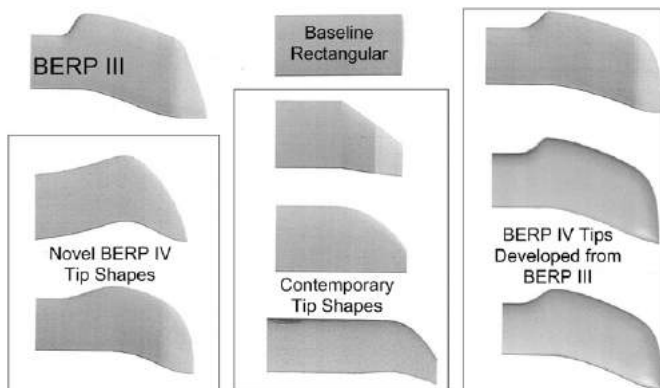 BERP III
Baseline
Rectangular
Novel BERP IV
Tip Shapes
Contemporary
Tip Shapes
BERP IV Tips
Developed from
BERP III